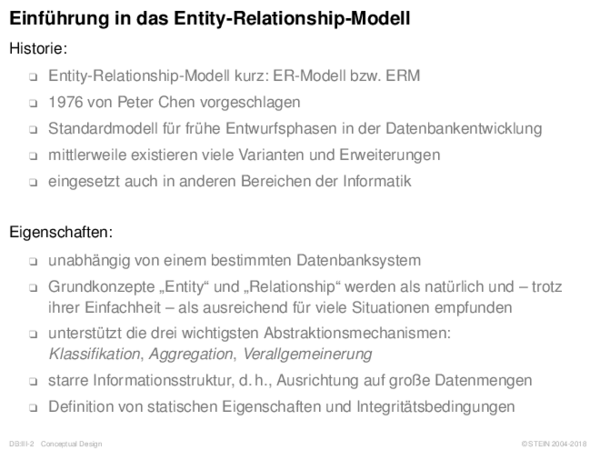 Einführung in das Entity-Relationship-Modell
Historie:
❑ Entity-Relationship-Modell kurz: ER-Modell bzw. ERM
❑ 1976 von Peter Chen vorgeschlagen
❑ Standardmodell für frühe Entwurfsphasen in der Datenbankentwicklung
❑ mittlerweile existieren viele Varianten und Erweiterungen
❑ eingesetzt auch in anderen Bereichen der Informatik
Eigenschaften:
❑ unabhängig von einem bestimmten Datenbanksystem
❑ Grundkonzepte „Entity“ und „Relationship“ werden als natürlich und – trotz
ihrer Einfachheit – als ausreichend für viele Situationen empfunden
❑ unterstützt die drei wichtigsten Abstraktionsmechanismen:
Klassifikation, Aggregation, Verallgemeinerung
❑ starre Informationsstruktur, d. h., Ausrichtung auf große Datenmengen
❑ Definition von statischen Eigenschaften und Integritätsbedingungen
DB:III-2 Conceptual Design © STEIN 2004-2018